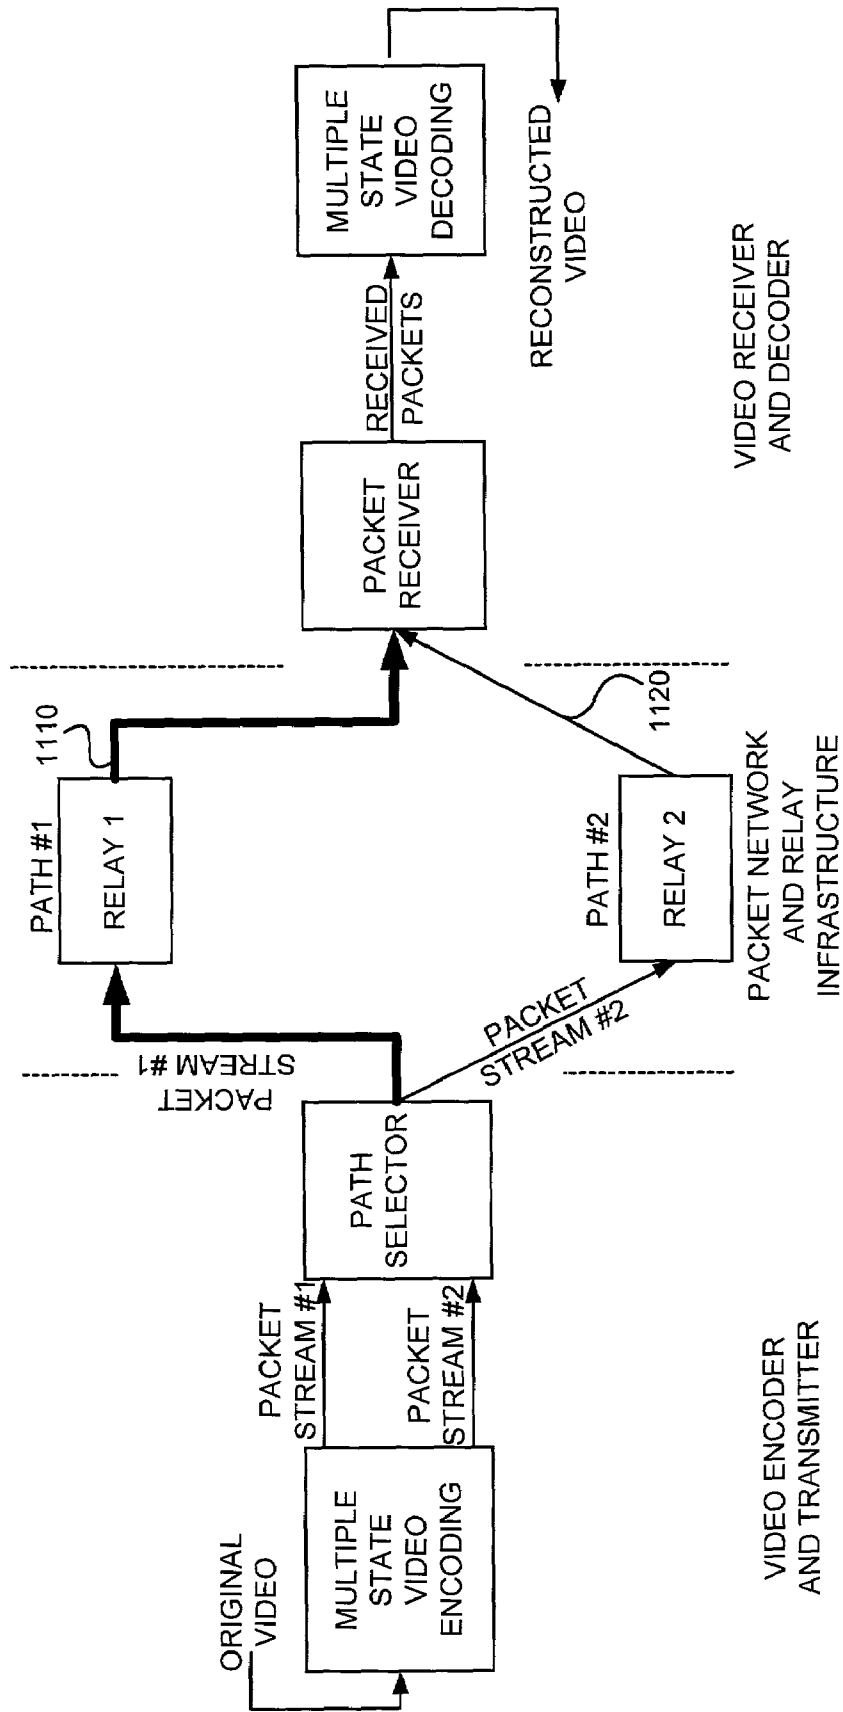 ORIGINAL
VIDEO
MULTIPLE
STATE
VIDEO
ENCODING
PACKET
STREAM #1
PACKET
STREAM #2
PATH
SELECTOR
PACKET
STREAM #1
PACKET
STREAM #2
PATH #1
RELAY 1
1110
PATH #2
RELAY 2
1120
PACKET
RECEIVER
RECEIVED
PACKETS
MULTIPLE
STATE
VIDEO
DECODING
RECONSTRUCTED
VIDEO
VIDEO ENCODER
AND TRANSMITTER
PACKET NETWORK
AND RELAY
INFRASTRUCTURE
VIDEO RECEIVER
AND DECODER